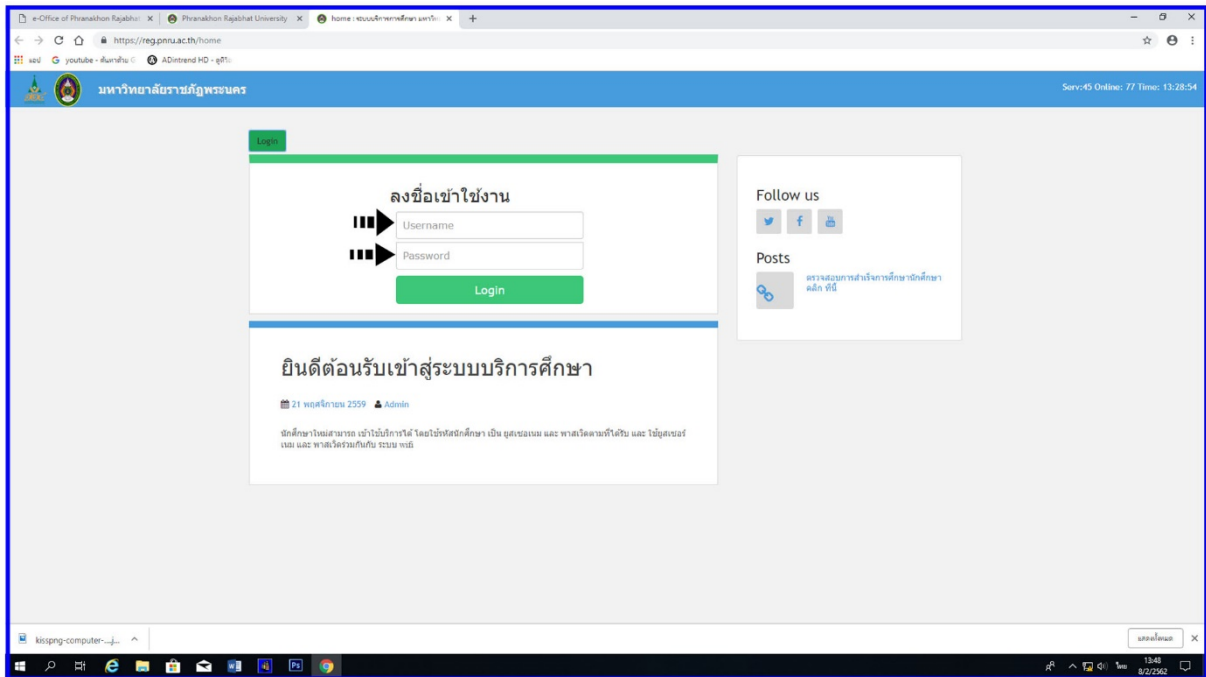 e-Office of Phranakhon Rajabhat
Phranakhon Rajabhat University
home : ระบบบริการการศึกษา มหาวิท
https://reg.pnru.ac.th/home
แอป
youtube - ค้นหาด้วย G
ADintrend HD - ดูทีวี
มหาวิทยาลัยราชภัฏพระนคร
Serv:45 Online: 77 Time: 13:28:54
Login
ลงชื่อเข้าใช้งาน
Username
Password
Login
Follow us
Posts
ตรวจสอบการสำเร็จการศึกษานักศึกษา
คลิก ที่นี้
ยินดีต้อนรับเข้าสู่ระบบบริการศึกษา
21 พฤศจิกายน 2559 Admin
นักศึกษาใหม่สามารถ เข้าใช้บริการได้ โดยใช้รหัสนักศึกษา เป็น ยูสเซอเนม และ พาสเวิดตามที่ได้รับ และ ใช้ยูสเซอร์
เนม และ พาสเวิดร่วมกันกับ ระบบ wifi
kisspng-computer-....j...
แสดงทั้งหมด
ไทย
13:48
8/2/2562